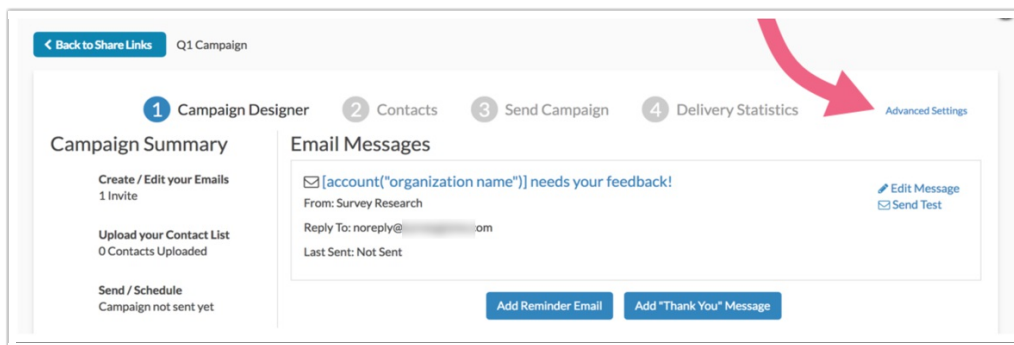 Back to Share Links Q1 Campaign
1 Campaign Designer 2 Contacts 3 Send Campaign 4 Delivery Statistics Advanced Settings
Campaign Summary
Create / Edit your Emails
1 Invite
Upload your Contact List
0 Contacts Uploaded
Send / Schedule
Campaign not sent yet
Email Messages
[account("organization name")] needs your feedback!
From: Survey Research
Reply To: noreply@ om
Last Sent: Not Sent
Edit Message
Send Test
Add Reminder Email Add "Thank You" Message